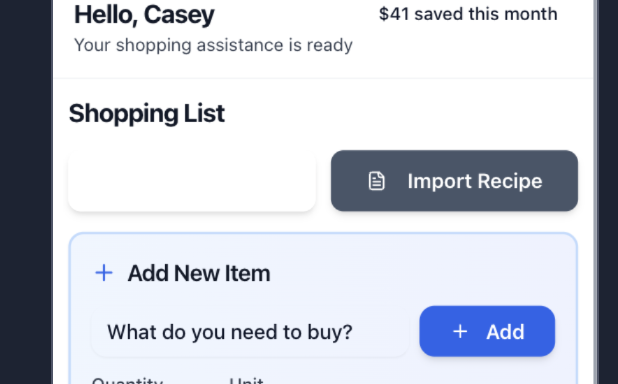 Hello, Casey
$41 saved this month
Your shopping assistance is ready
Shopping List
Import Recipe
Add New Item
What do you need to buy?
Add
Quantity
Unit